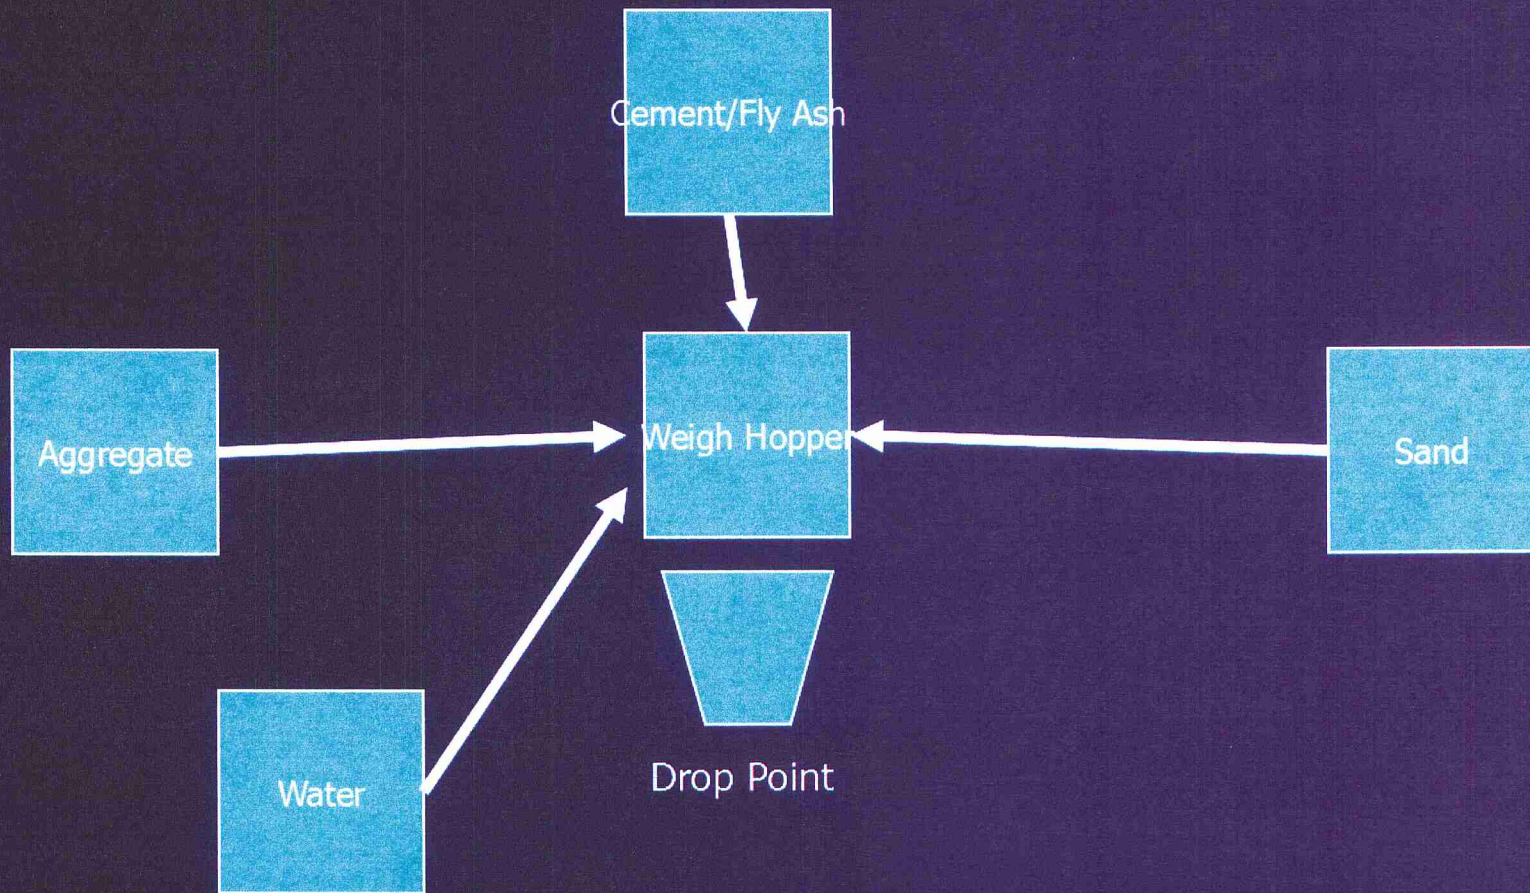 Cement/Fly Ash
Weigh Hopper
Aggregate
Sand
Water
Drop Point